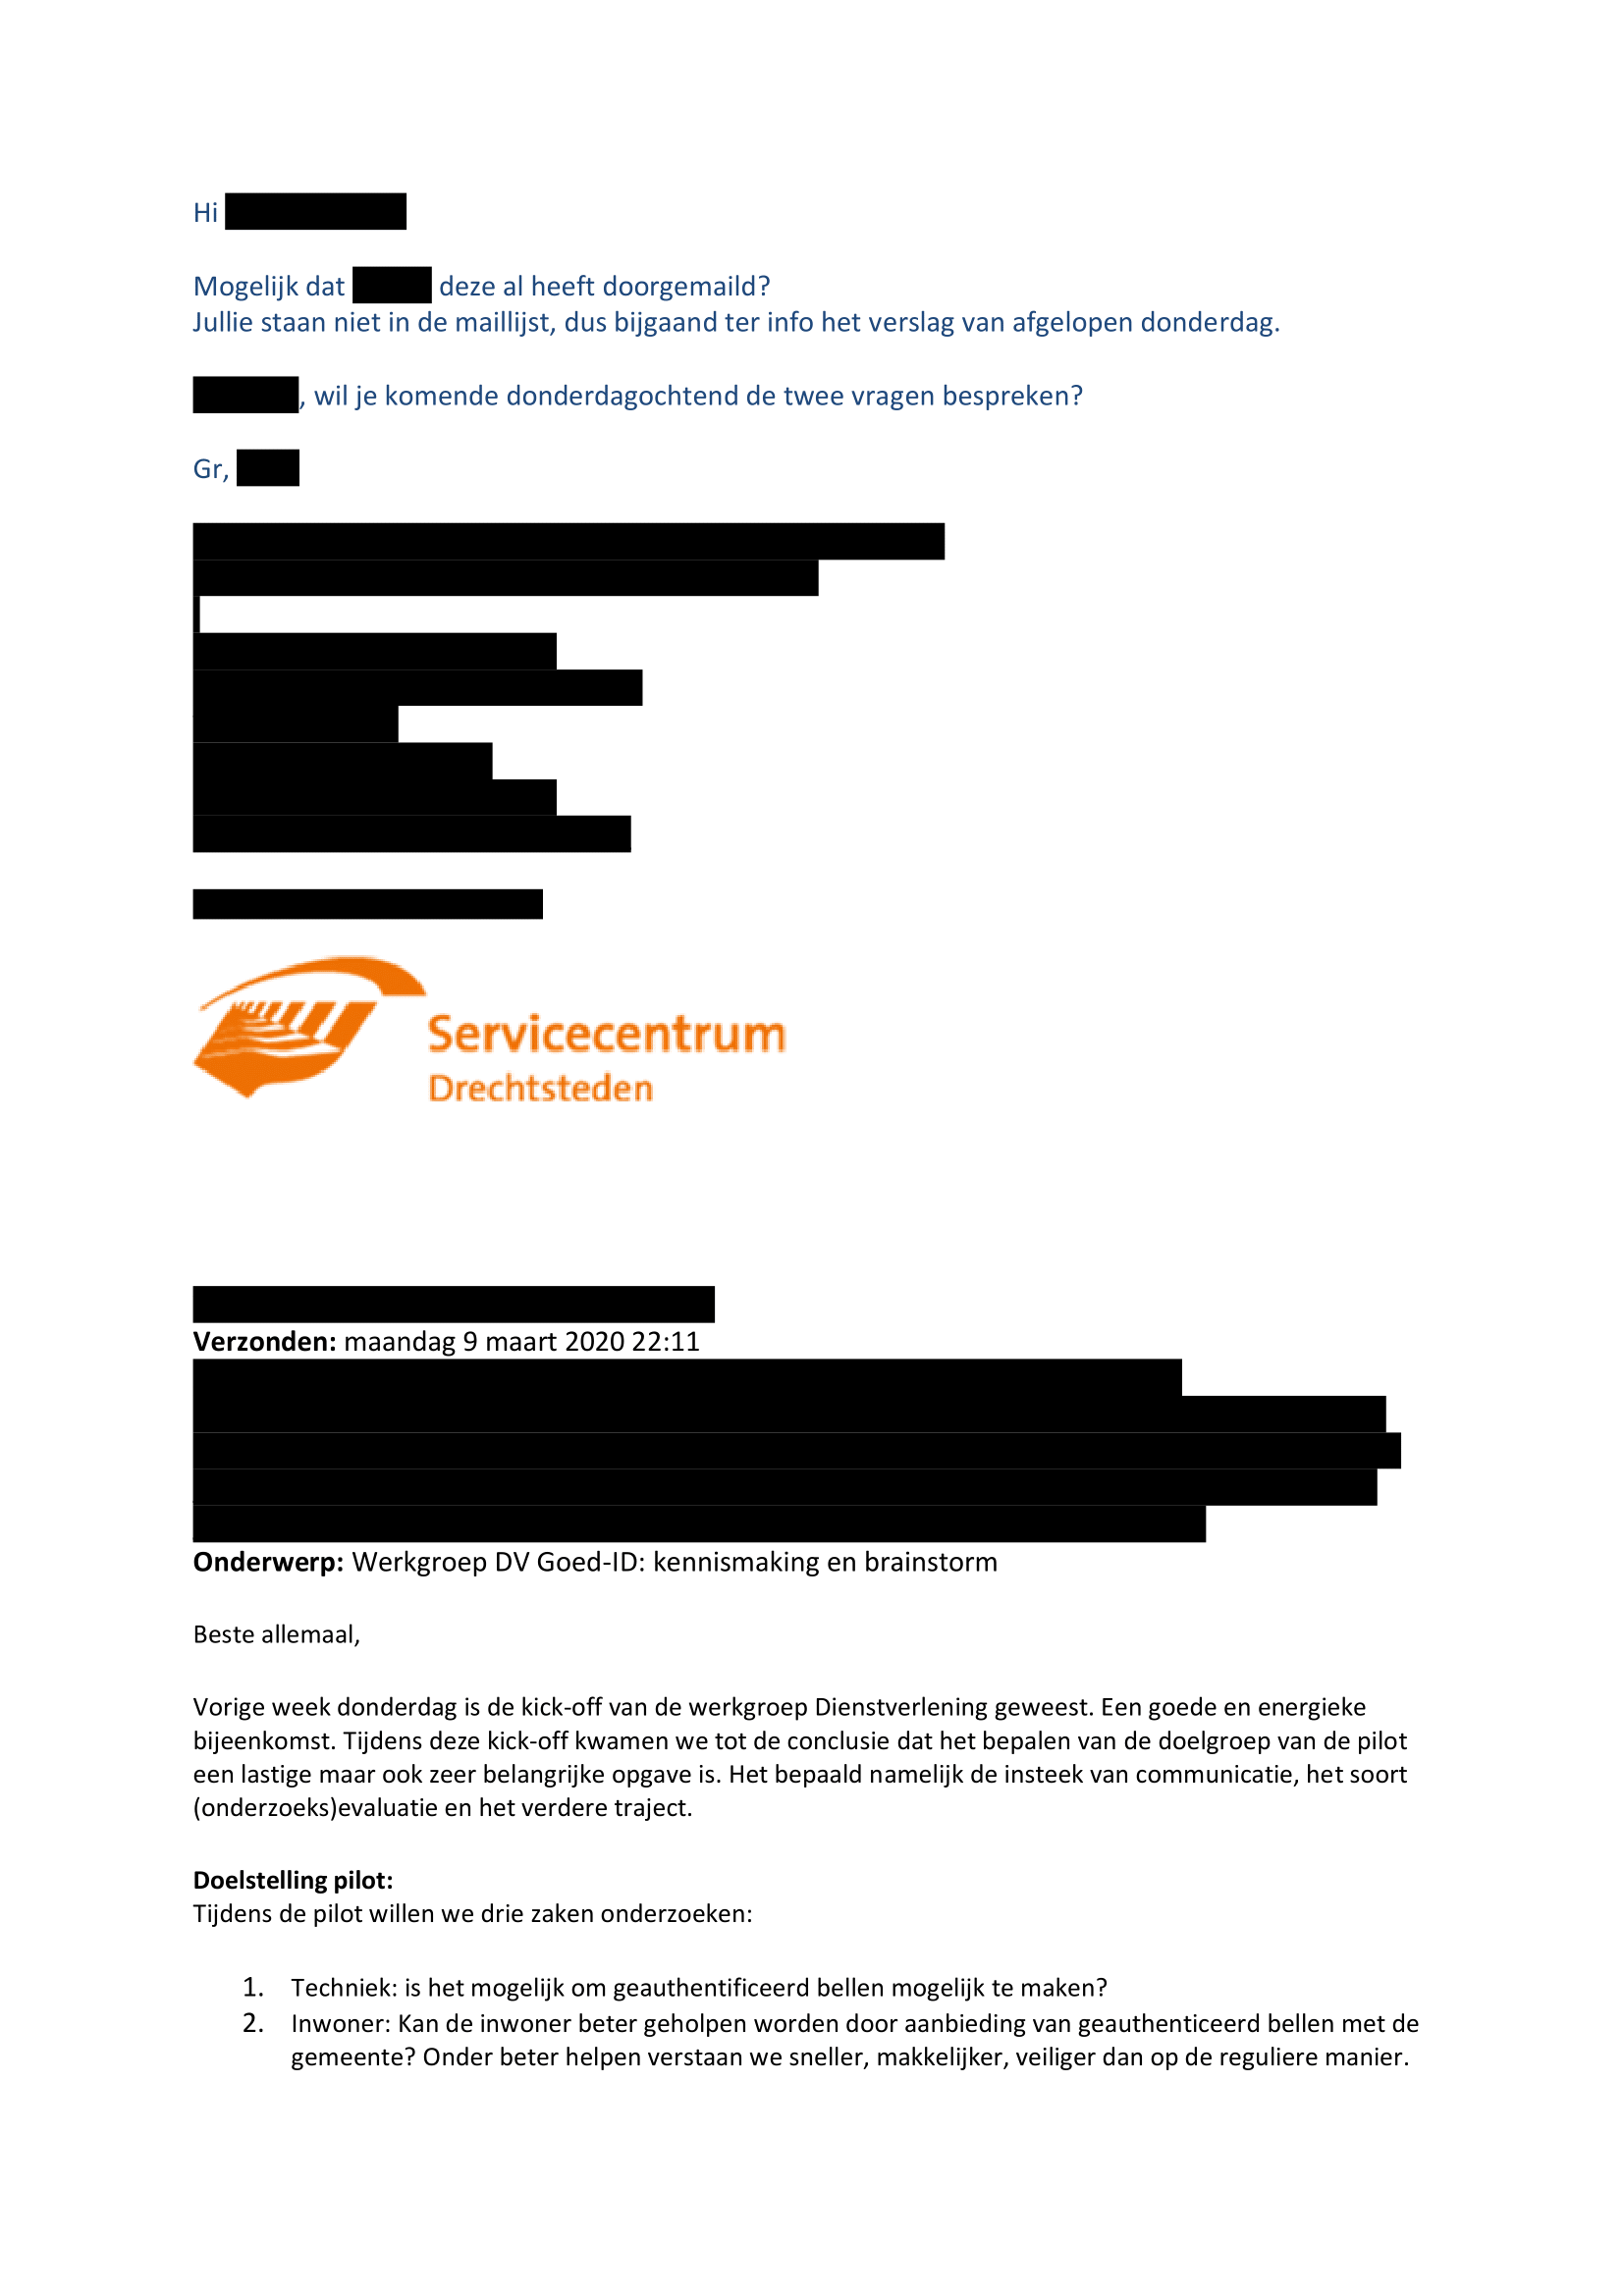 Hi
Mogelijk dat deze al heeft doorgemaild?
Jullie staan niet in de maillijst, dus bijgaand ter info het verslag van afgelopen donderdag.
, wil je komende donderdagochtend de twee vragen bespreken?
Gr,
Servicecentrum
Drechtsteden
Verzonden: maandag 9 maart 2020 22:11
Onderwerp: Werkgroep DV Goed-ID: kennismaking en brainstorm
Beste allemaal,
Vorige week donderdag is de kick-off van de werkgroep Dienstverlening geweest. Een goede en energieke
bijeenkomst. Tijdens deze kick-off kwamen we tot de conclusie dat het bepalen van de doelgroep van de pilot
een lastige maar ook zeer belangrijke opgave is. Het bepaald namelijk de insteek van communicatie, het soort
(onderzoeks)evaluatie en het verdere traject.
Doelstelling pilot:
Tijdens de pilot willen we drie zaken onderzoeken:
1. Techniek: is het mogelijk om geauthentificeerd bellen mogelijk te maken?
2. Inwoner: Kan de inwoner beter geholpen worden door aanbieding van geauthenticeerd bellen met de
gemeente? Onder beter helpen verstaan we sneller, makkelijker, veiliger dan op de reguliere manier.